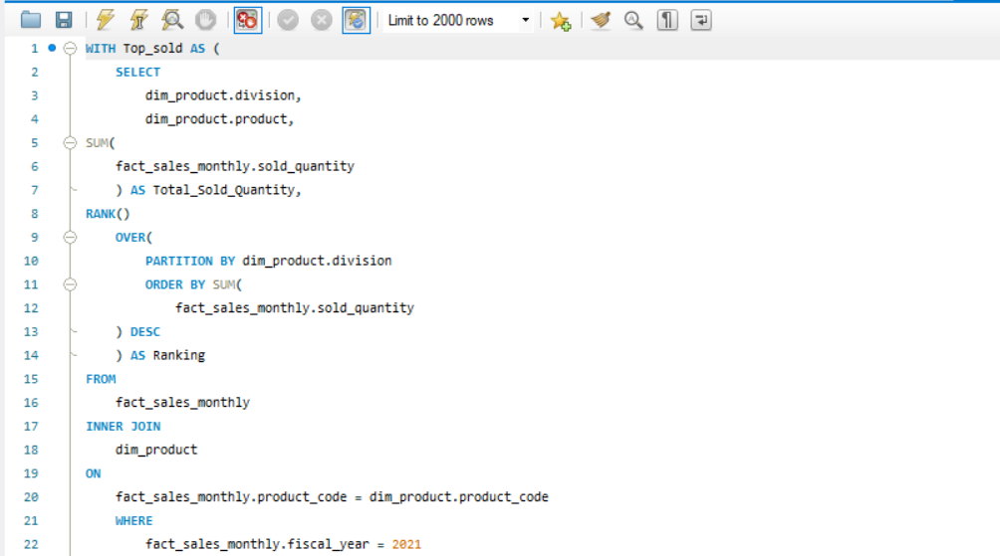 Limit to 2000 rows
1 WITH Top_sold AS (
2 SELECT
3 dim_product.division,
4 dim_product.product,
5 SUM(
6 fact_sales_monthly.sold_quantity
7 ) AS Total_Sold_Quantity,
8 RANK()
9 OVER(
10 PARTITION BY dim_product.division
11 ORDER BY SUM(
12 fact_sales_monthly.sold_quantity
13 ) DESC
14 ) AS Ranking
15 FROM
16 fact_sales_monthly
17 INNER JOIN
18 dim_product
19 ON
20 fact_sales_monthly.product_code = dim_product.product_code
21 WHERE
22 fact_sales_monthly.fiscal_year = 2021